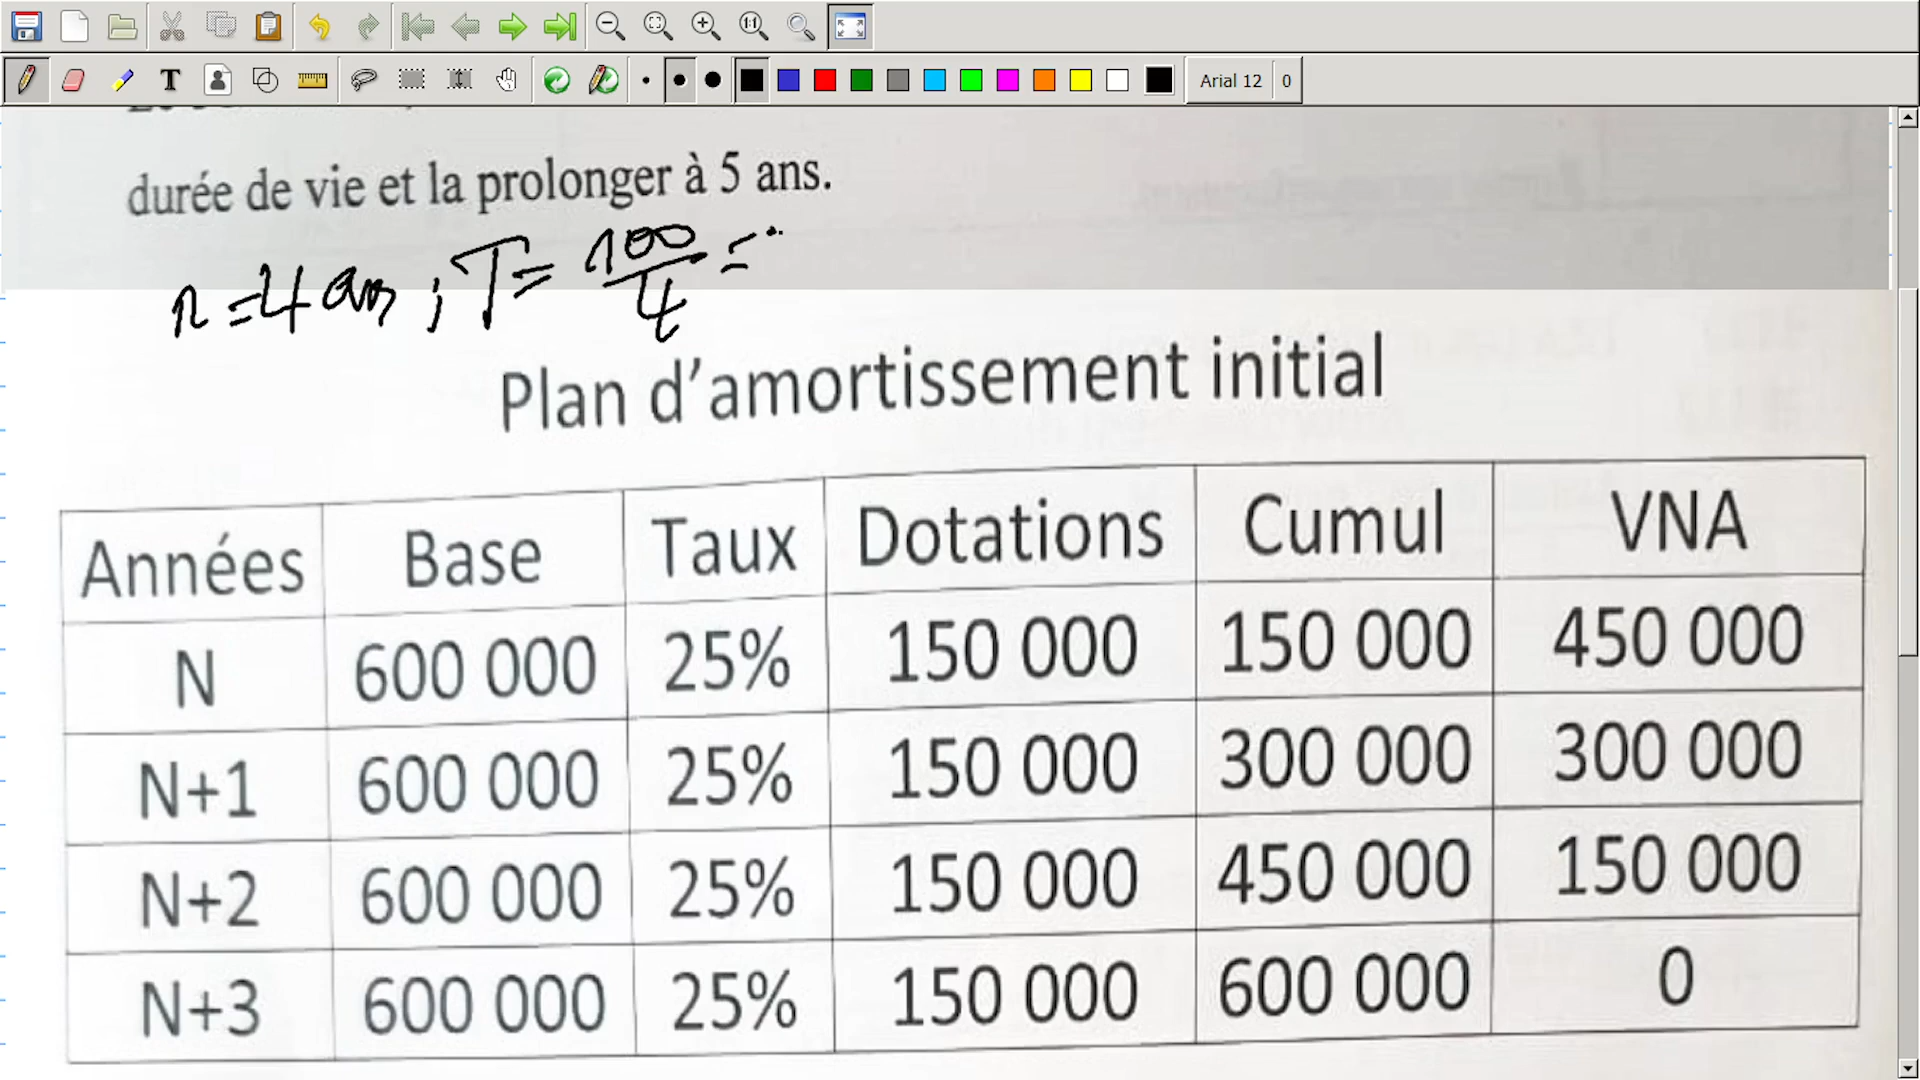 T
Arial 12 0
durée de vie et la prolonger à 5 ans.
n=4 ans ; T= 100/4 =
Plan d'amortissement initial
Années Base Taux Dotations Cumul VNA
N 600 000 25% 150 000 150 000 450 000
N+1 600 000 25% 150 000 300 000 300 000
N+2 600 000 25% 150 000 450 000 150 000
N+3 600 000 25% 150 000 600 000 0